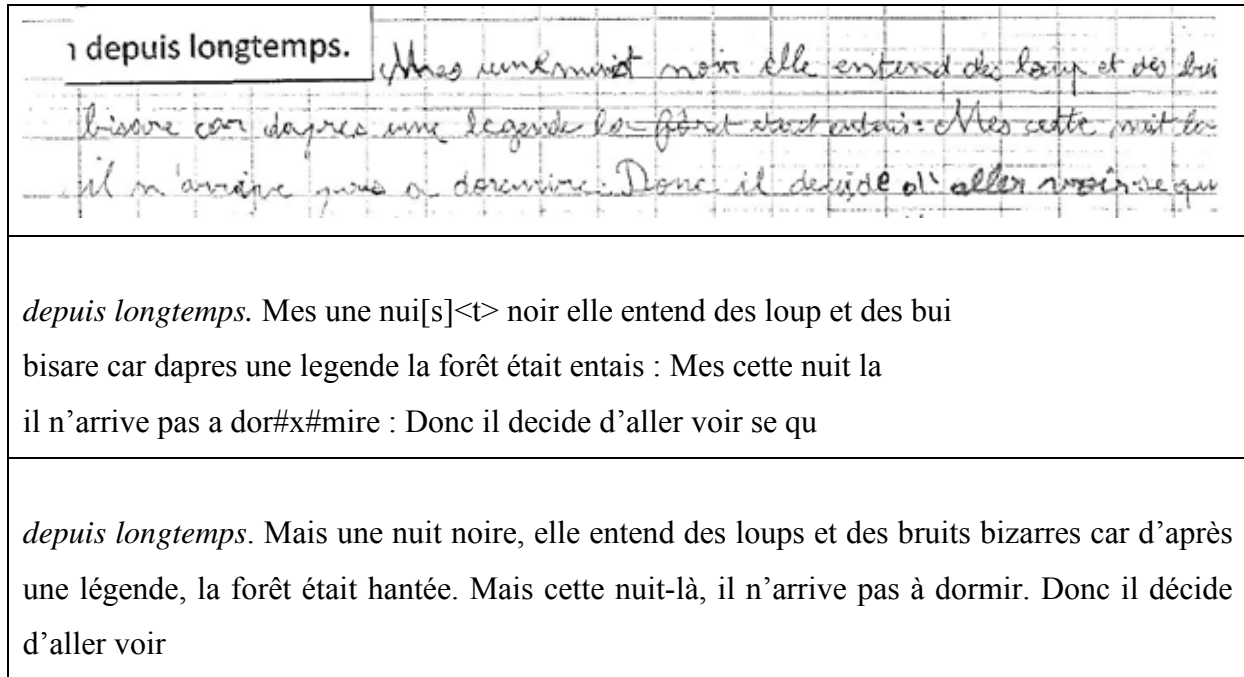 ı depuis longtemps.
Mes une nuit noir elle entend des loup et des bui
bisare car dapres une legende la forêt etait entais : Mes cette nuit la
il n'arrive pas a doremire : Donc il decide d'aller voir se qu
depuis longtemps. Mes une nui[s]<t> noir elle entend des loup et des bui
bisare car dapres une legende la forêt était entais : Mes cette nuit la
il n’arrive pas a dor#x#mire : Donc il decide d’aller voir se qu
depuis longtemps. Mais une nuit noire, elle entend des loups et des bruits bizarres car d’après
une légende, la forêt était hantée. Mais cette nuit-là, il n’arrive pas à dormir. Donc il décide
d’aller voir